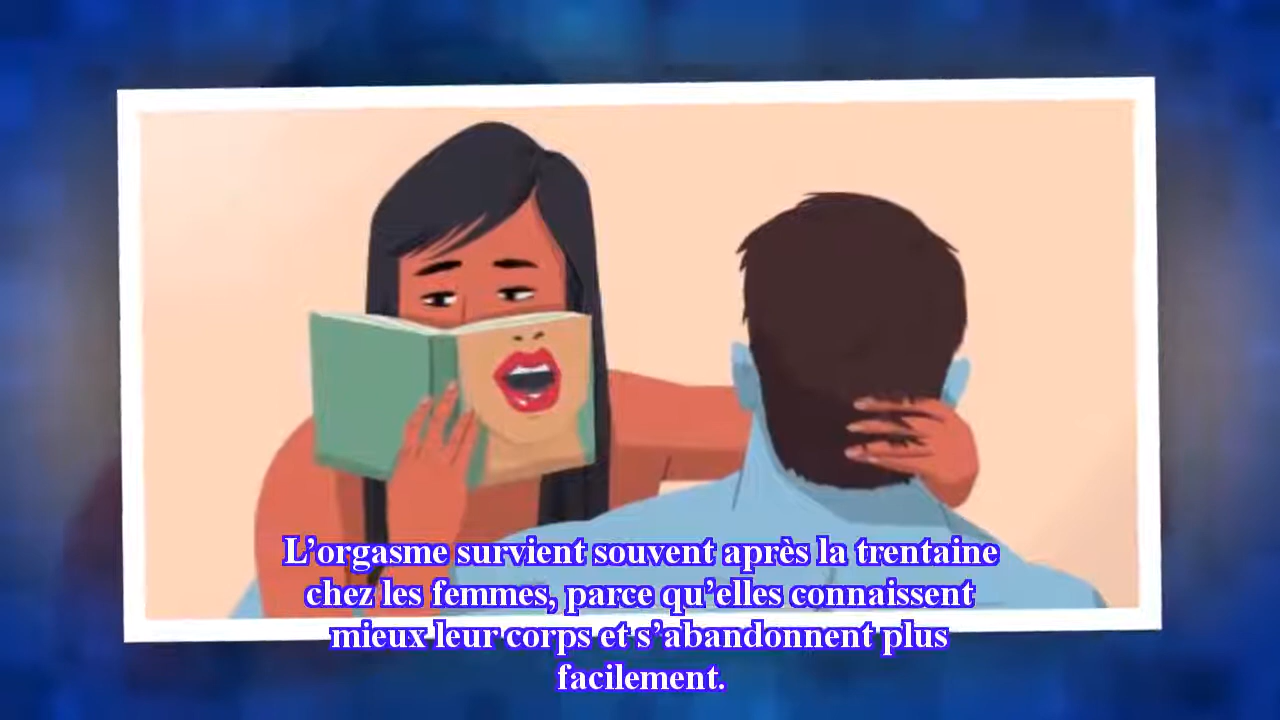 L’orgasme survient souvent après la trentaine
chez les femmes, parce qu’elles connaissent
mieux leur corps et s’abandonnent plus
facilement.